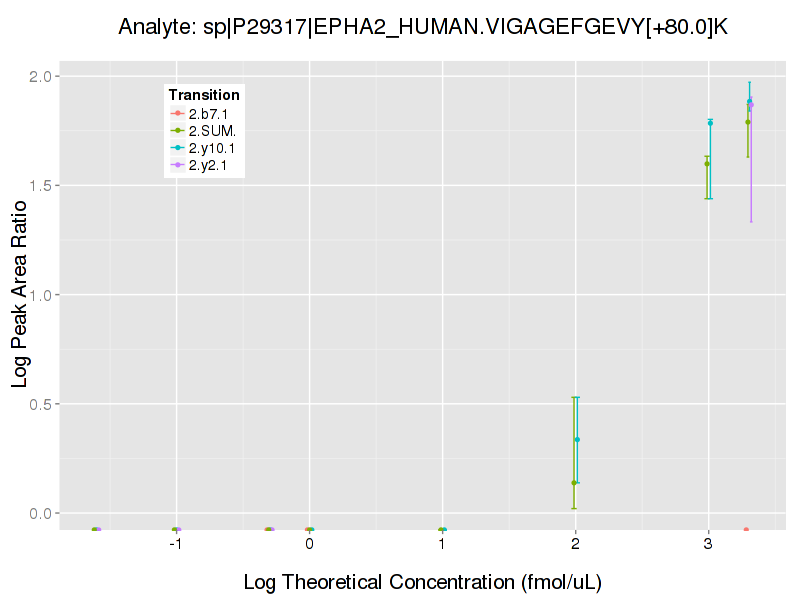 Analyte: sp|P29317|EPHA2_HUMAN.VIGAGEFGEVY[+80.0]K
Transition
2.b7.1
2.SUM.
2.y10.1
2.y2.1
Log Peak Area Ratio
2.0
1.5
1.0
0.5
0.0
-1
0
1
2
3
Log Theoretical Concentration (fmol/uL)